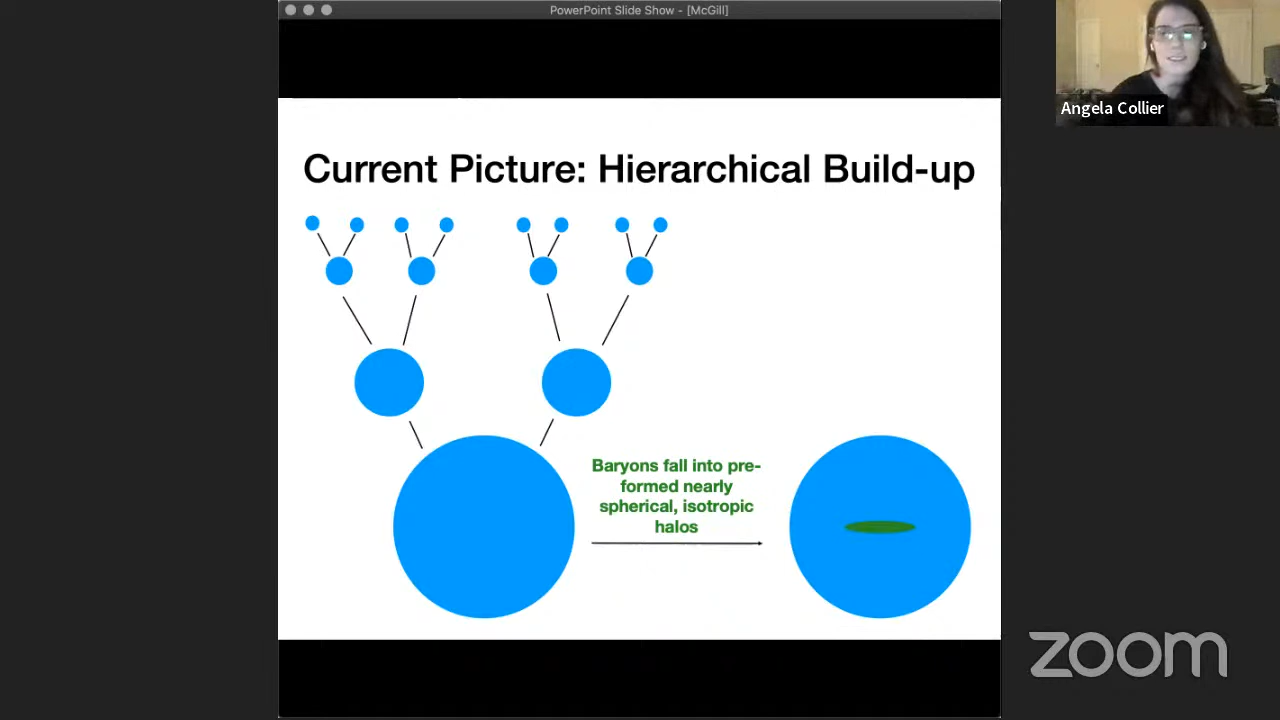 PowerPoint Slide Show - [McGill]
Angela Collier
Current Picture: Hierarchical Build-up
Baryons fall into pre-
formed nearly
spherical, isotropic
halos
zoom